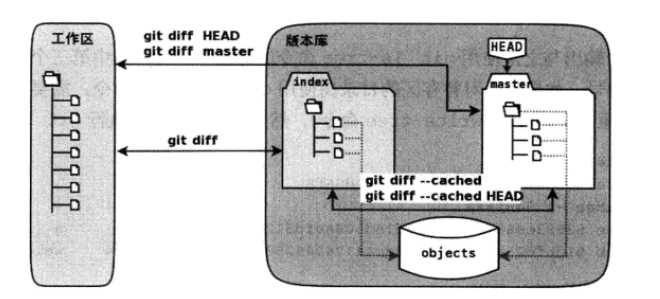 工作区
git diff HEAD
git diff master
版本库
HEAD
index
master
git diff
git diff --cached
git diff --cached HEAD
objects